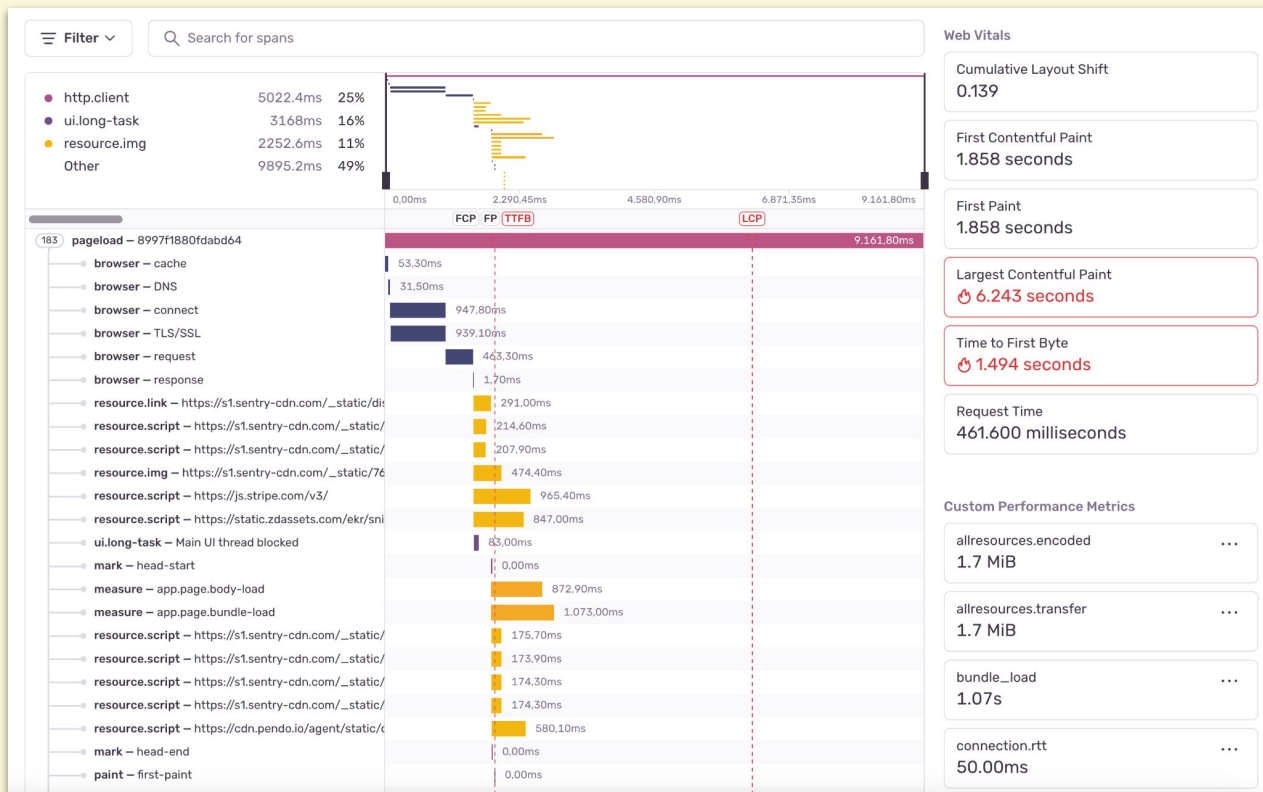 Filter
Search for spans
http.client 5022.4ms 25%
ui.long-task 3168ms 16%
resource.img 2252.6ms 11%
Other 9895.2ms 49%
0,00ms 2.290,45ms 4.580,90ms 6.871,35ms 9.161,80ms
FCP FP TTFB LCP
183 pageload – 8997f1880fdabd64 9.161,80ms
browser – cache 53,30ms
browser – DNS 31,50ms
browser – connect 947,80ms
browser – TLS/SSL 939,10ms
browser – request 463,30ms
browser – response 1,70ms
resource.link – https://s1.sentry-cdn.com/_static/dis 291,00ms
resource.script – https://s1.sentry-cdn.com/_static/ 214,60ms
resource.script – https://s1.sentry-cdn.com/_static/ 207,90ms
resource.img – https://s1.sentry-cdn.com/_static/76 474,40ms
resource.script – https://js.stripe.com/v3/ 965,40ms
resource.script – https://static.zdassets.com/ekr/sni 847,00ms
ui.long-task – Main UI thread blocked 83,00ms
mark – head-start 0,00ms
measure – app.page.body-load 872,90ms
measure – app.page.bundle-load 1.073,00ms
resource.script – https://s1.sentry-cdn.com/_static/ 175,70ms
resource.script – https://s1.sentry-cdn.com/_static/ 173,90ms
resource.script – https://s1.sentry-cdn.com/_static/ 174,30ms
resource.script – https://s1.sentry-cdn.com/_static/ 174,30ms
resource.script – https://cdn.pendo.io/agent/static/c 580,10ms
mark – head-end 0,00ms
paint – first-paint 0,00ms
Web Vitals
Cumulative Layout Shift
0.139
First Contentful Paint
1.858 seconds
First Paint
1.858 seconds
Largest Contentful Paint
6.243 seconds
Time to First Byte
1.494 seconds
Request Time
461.600 milliseconds
Custom Performance Metrics
allresources.encoded ...
1.7 MiB
allresources.transfer ...
1.7 MiB
bundle_load ...
1.07s
connection.rtt ...
50.00ms